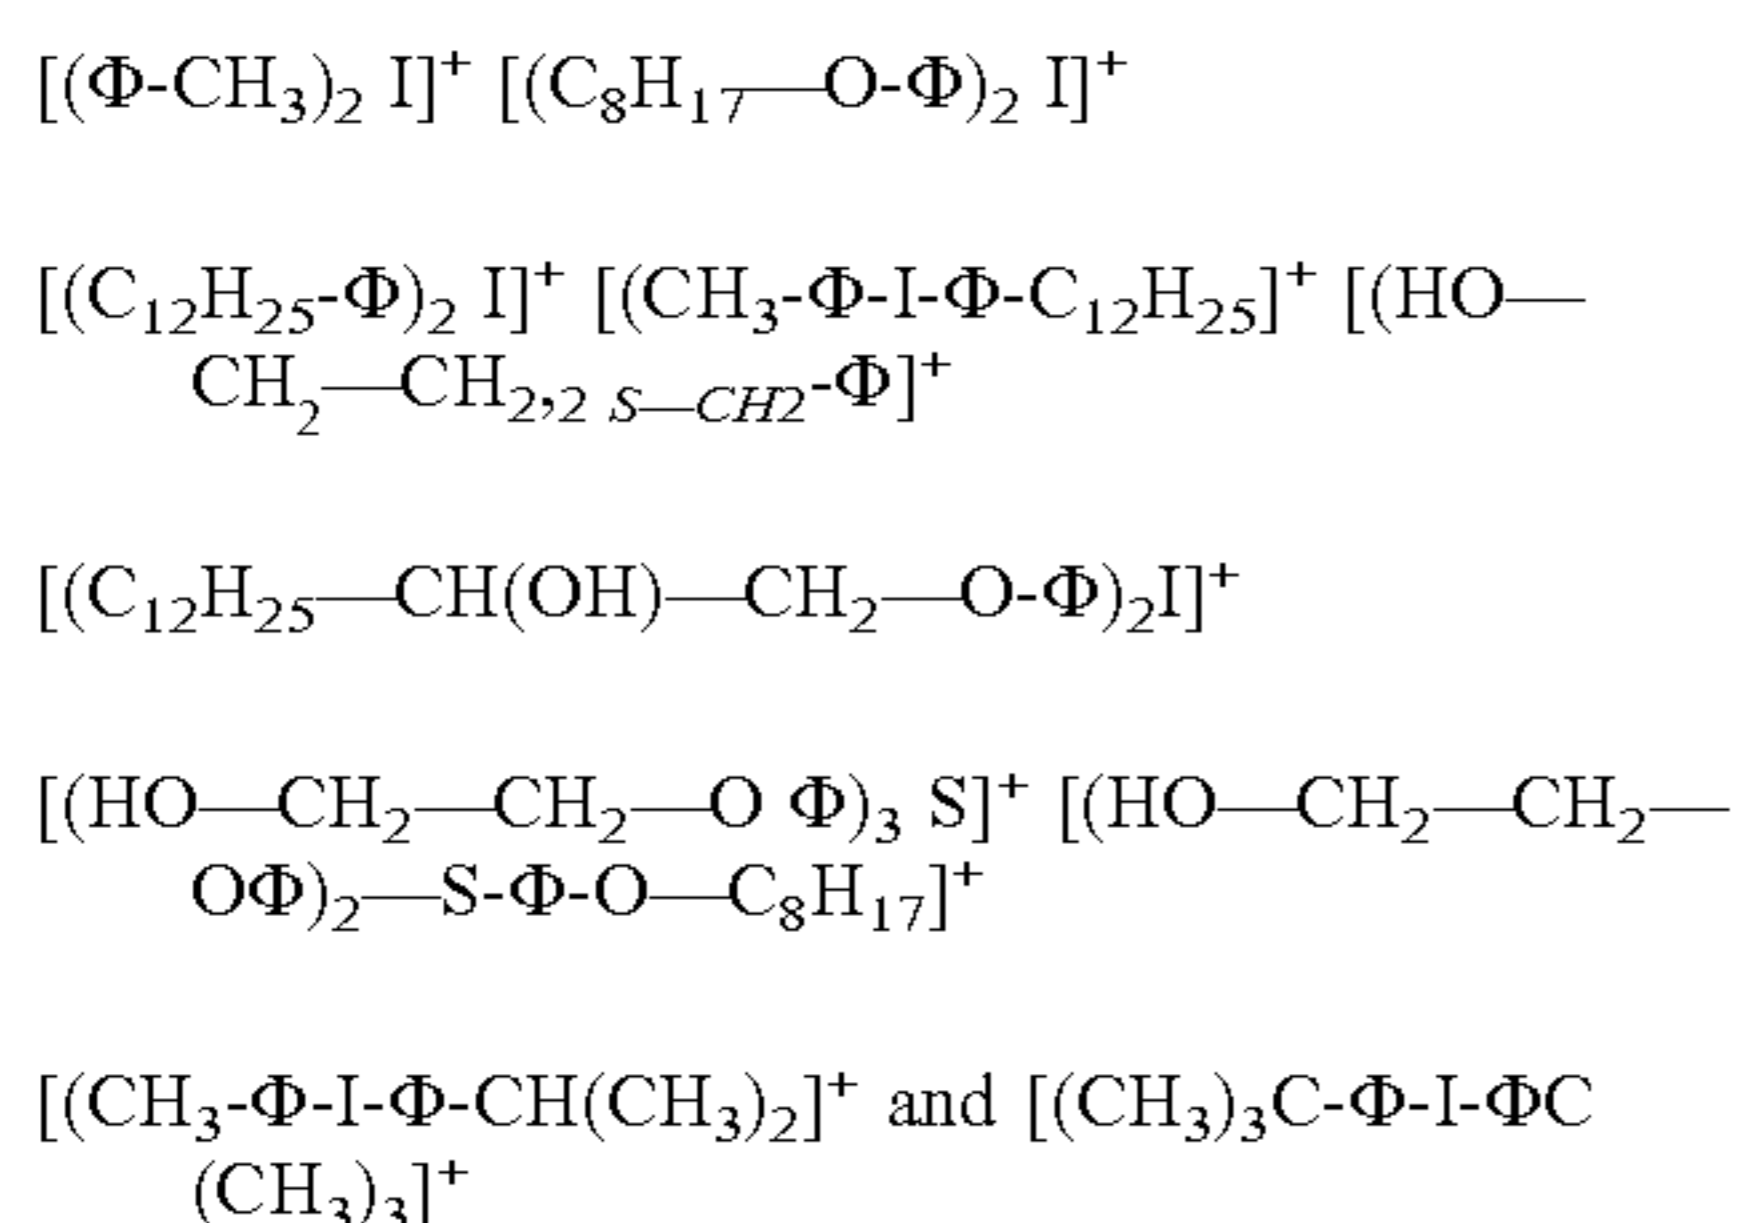 [(Φ-CH₃)₂ I]⁺ [(C₈H₁₇—O-Φ)₂ I]⁺
[(C₁₂H₂₅-Φ)₂ I]⁺ [(CH₃-Φ-I-Φ-C₁₂H₂₅]⁺ [(HO—
CH₂—CH₂,₂ S—CH2-Φ]⁺
[(C₁₂H₂₅—CH(OH)—CH₂—O-Φ)₂I]⁺
[(HO—CH₂—CH₂—O Φ)₃ S]⁺ [(HO—CH₂—CH₂—
OΦ)₂—S-Φ-O—C₈H₁₇]⁺
[(CH₃-Φ-I-Φ-CH(CH₃)₂]⁺ and [(CH₃)₃C-Φ-I-ΦC
(CH₃)₃]⁺